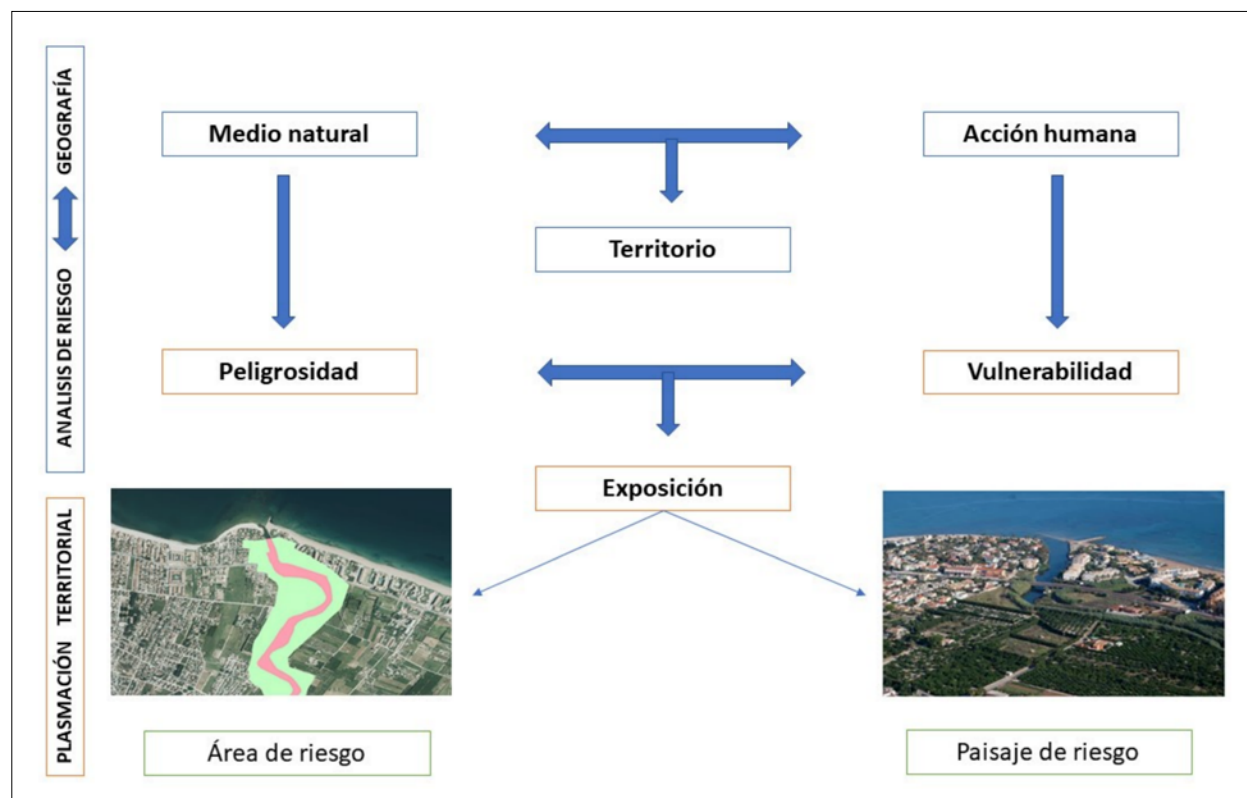 GEOGRAFÍA
ANALISIS DE RIESGO
PLASMACIÓN TERRITORIAL
Medio natural
Acción humana
Territorio
Peligrosidad
Vulnerabilidad
Exposición
Área de riesgo
Paisaje de riesgo